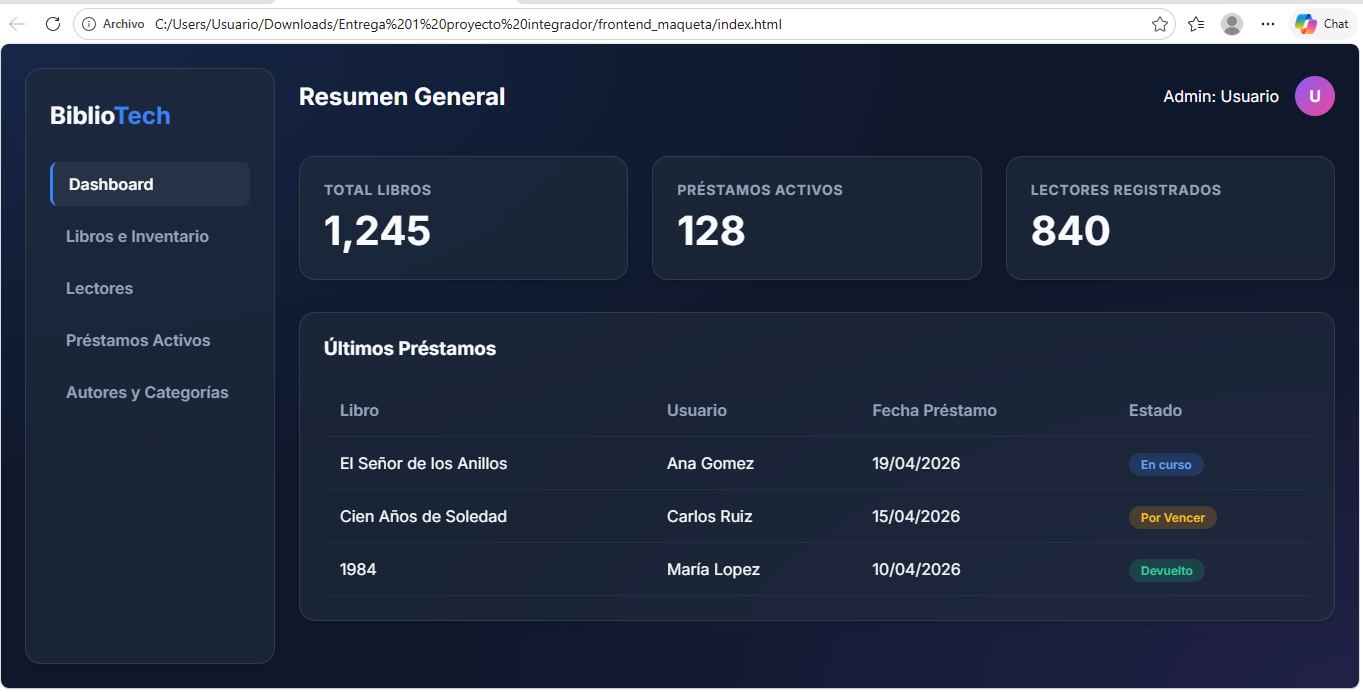 Archivo C:/Users/Usuario/Downloads/Entrega%201%20proyecto%20integrador/frontend_maqueta/index.html
Chat
BiblioTech
Dashboard
Libros e Inventario
Lectores
Préstamos Activos
Autores y Categorías
Resumen General
Admin: Usuario U
TOTAL LIBROS
1,245
PRÉSTAMOS ACTIVOS
128
LECTORES REGISTRADOS
840
Últimos Préstamos
Libro Usuario Fecha Préstamo Estado
El Señor de los Anillos Ana Gomez 19/04/2026 En curso
Cien Años de Soledad Carlos Ruiz 15/04/2026 Por Vencer
1984 María Lopez 10/04/2026 Devuelto